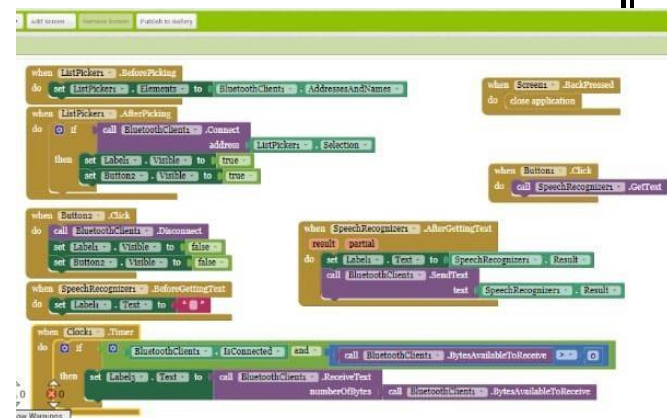 Add Screen ... Remove Screen Publish to Gallery
when ListPicker1 .BeforePicking
do set ListPicker1 . Elements to BluetoothClient1 . AddressesAndNames
when ListPicker1 .AfterPicking
do if call BluetoothClient1 .Connect
address ListPicker1 . Selection
then set Label1 . Visible to true
set Button2 . Visible to true
when Button2 .Click
do call BluetoothClient1 .Disconnect
set Label1 . Visible to false
set Button2 . Visible to false
when SpeechRecognizer1 .BeforeGettingText
do set Label1 . Text to " "
when Clock1 .Timer
do if BluetoothClient1 . IsConnected and call BluetoothClient1 .BytesAvailableToReceive > 0
then set Label3 . Text to call BluetoothClient1 .ReceiveText
numberOfBytes call BluetoothClient1 .BytesAvailableToReceive
0 0
Warnings
when Screen1 .BackPressed
do close application
when Button1 .Click
do call SpeechRecognizer1 .GetText
when SpeechRecognizer1 .AfterGettingText
result partial
do set Label1 . Text to SpeechRecognizer1 . Result
call BluetoothClient1 .SendText
text SpeechRecognizer1 . Result